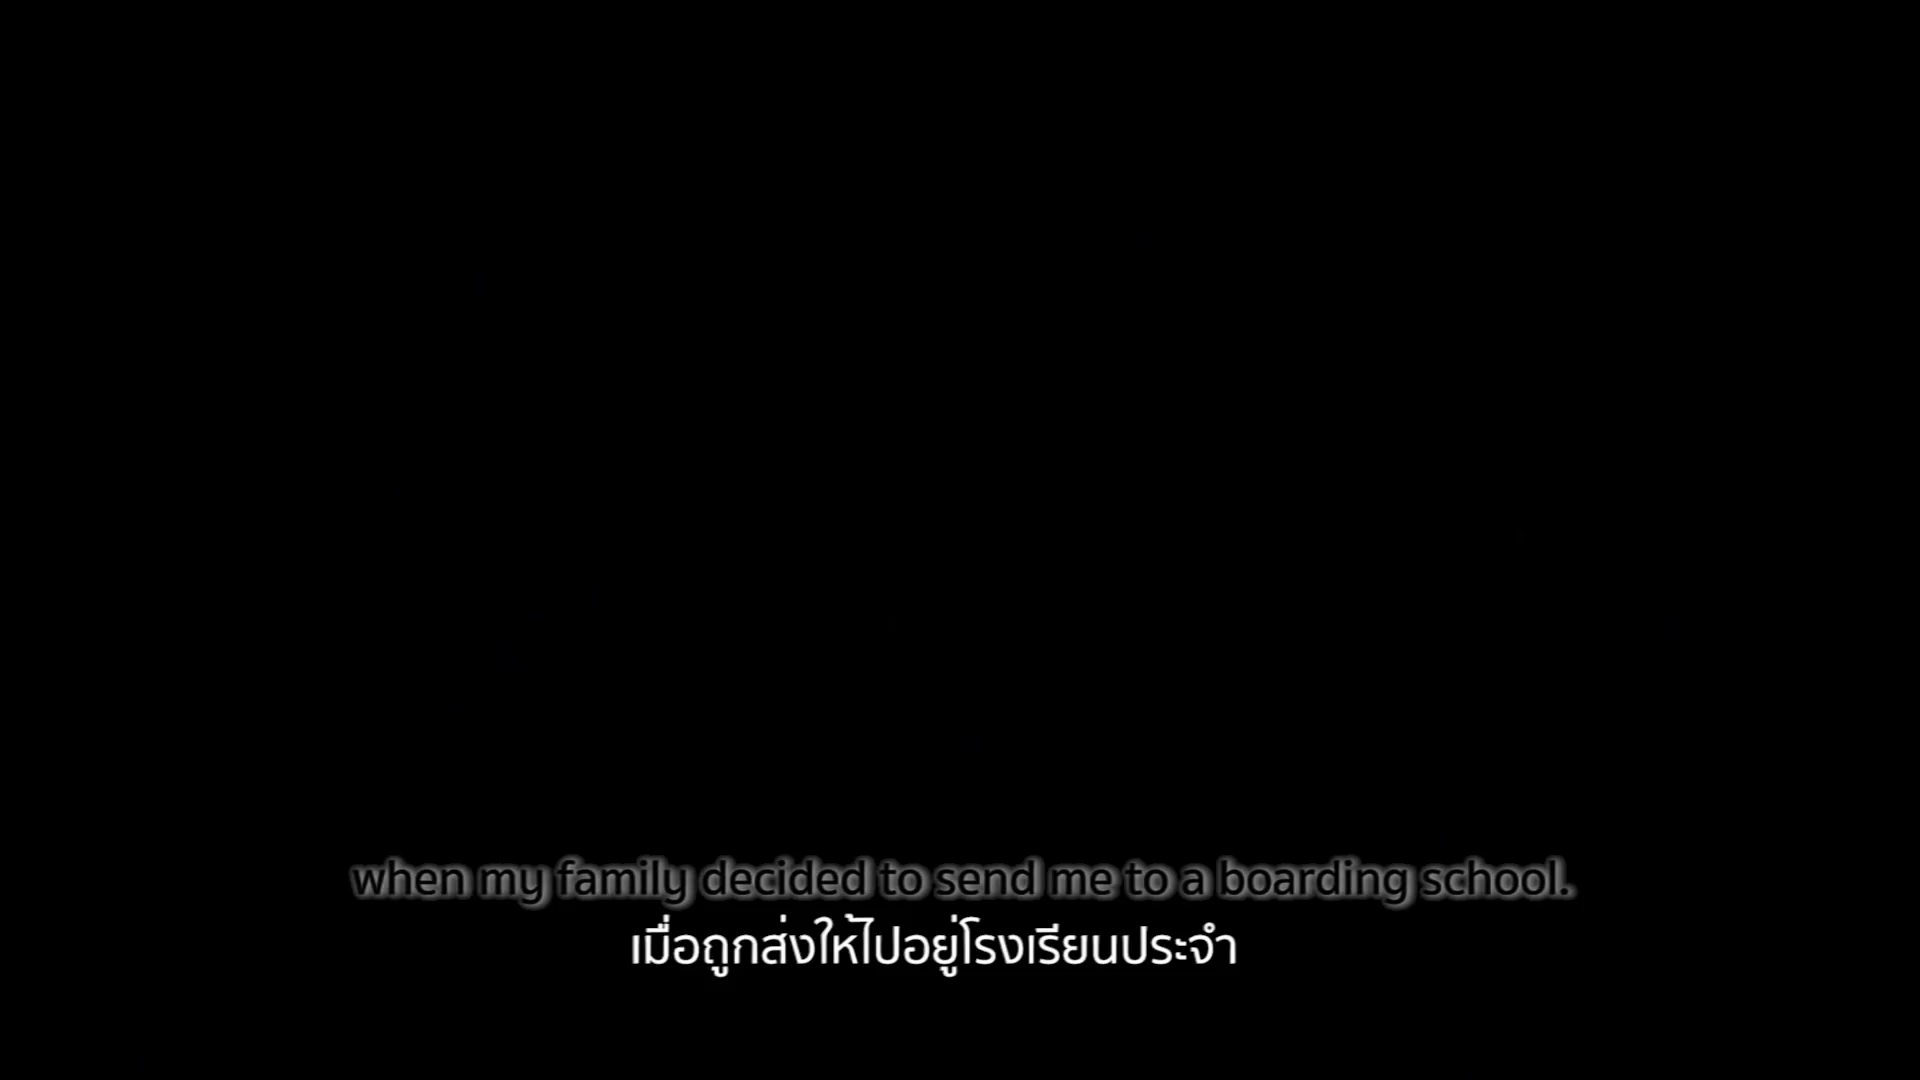 when my family decided to send me to a boarding school.
เมื่อถูกส่งให้ไปอยู่โรงเรียนประจำ